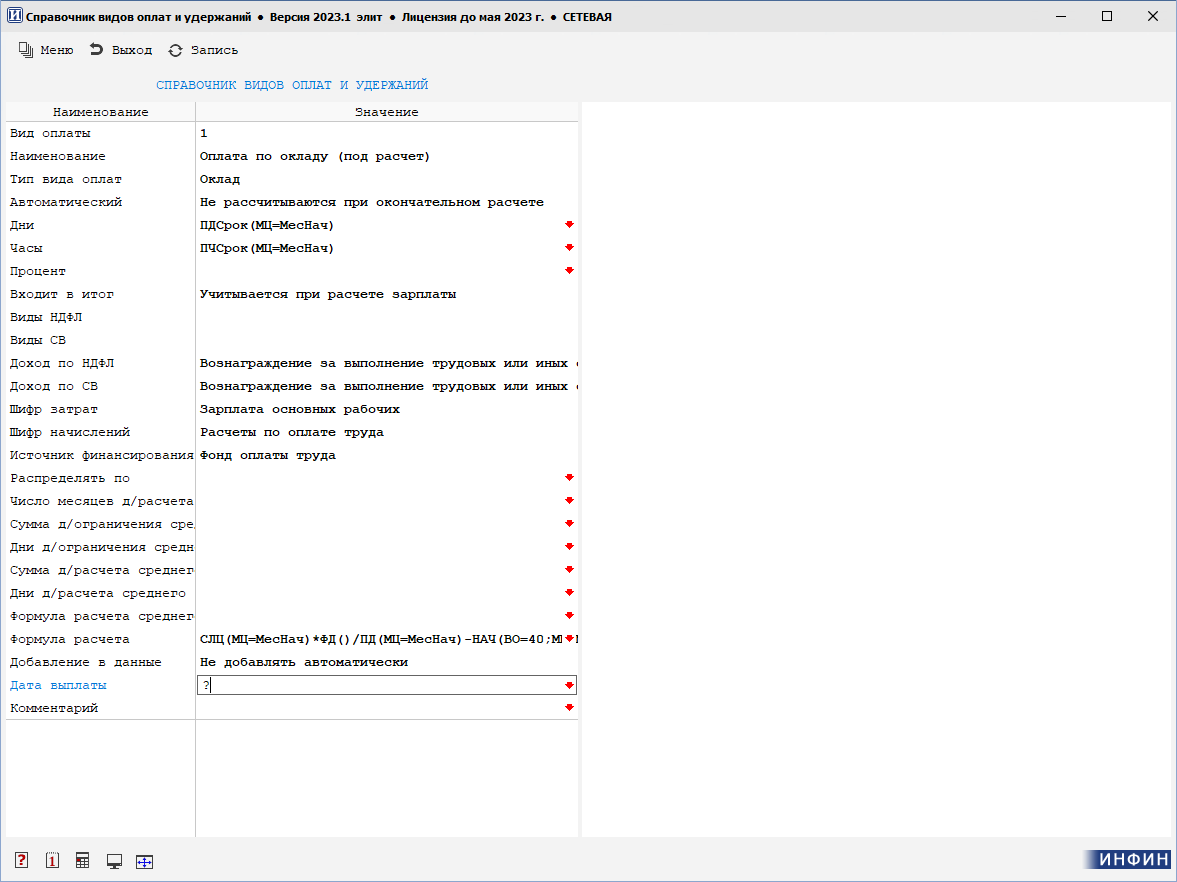 Справочник видов оплат и удержаний ● Версия 2023.1 элит ● Лицензия до мая 2023 г. ● СЕТЕВАЯ
Меню Выход Запись
СПРАВОЧНИК ВИДОВ ОПЛАТ И УДЕРЖАНИЙ
Наименование Значение
Вид оплаты 1
Наименование Оплата по окладу (под расчет)
Тип вида оплат Оклад
Автоматический Не рассчитываются при окончательном расчете
Дни ПДСрок(МЦ=МесНач)
Часы ПЧСрок(МЦ=МесНач)
Процент
Входит в итог Учитывается при расчете зарплаты
Виды НДФЛ
Виды СВ
Доход по НДФЛ Вознаграждение за выполнение трудовых или иных
Доход по СВ Вознаграждение за выполнение трудовых или иных
Шифр затрат Зарплата основных рабочих
Шифр начислений Расчеты по оплате труда
Источник финансирования Фонд оплаты труда
Распределять по
Число месяцев д/расчета
Сумма д/ограничения сре
Дни д/ограничения средн
Сумма д/расчета среднег
Дни д/расчета среднего
Формула расчета среднег
Формула расчета СЛЦ(МЦ=МесНач)*ФД()/ПД(МЦ=МесНач)-НАЧ(ВО=40;М
Добавление в данные Не добавлять автоматически
Дата выплаты ?
Комментарий
? 1
ИНФИН